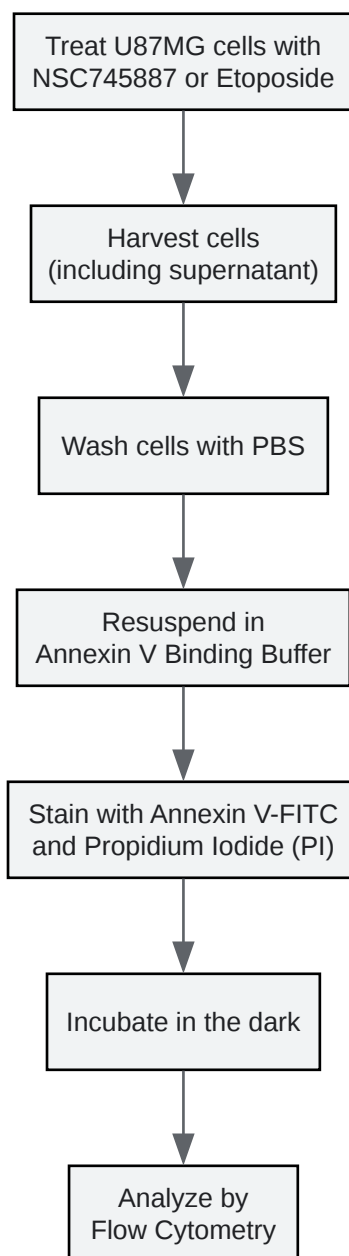 Treat U87MG cells with
NSC745887 or Etoposide
Harvest cells
(including supernatant)
Wash cells with PBS
Resuspend in
Annexin V Binding Buffer
Stain with Annexin V-FITC
and Propidium Iodide (PI)
Incubate in the dark
Analyze by
Flow Cytometry